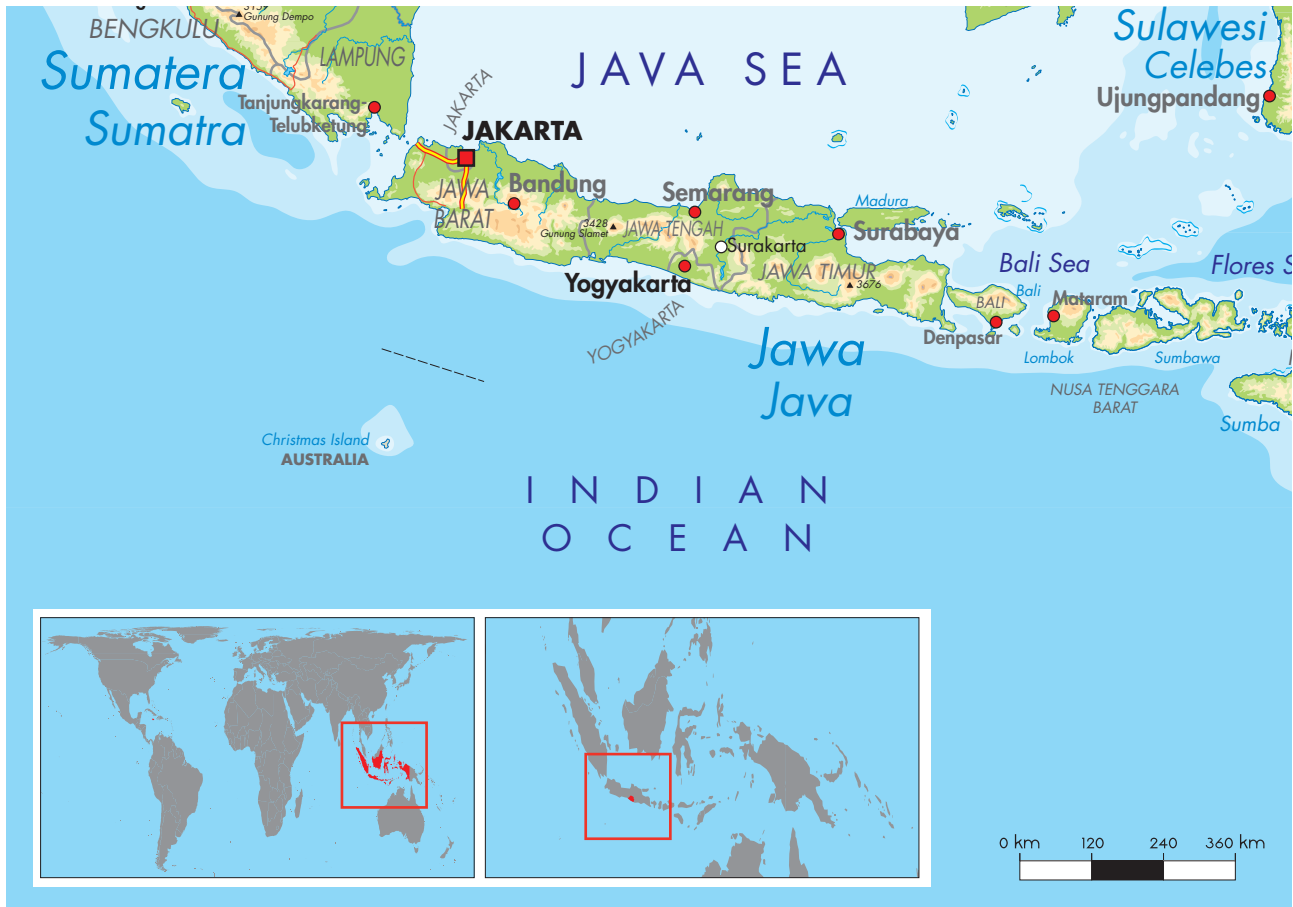 Gunung Dempo
BENGKULU
Sumatera
Sumatra
LAMPUNG
Tanjungkarang-
Telubketung
JAKARTA
JAKARTA
JAVA SEA
Sulawesi
Celebes
Ujungpandang
JAWA
BARAT
Bandung
Semarang
3428
Gunung Slamet
JAWA TENGAH
Surakarta
Madura
Surabaya
Yogyakarta
YOGYAKARTA
JAWA TIMUR
3676
Bali Sea
Flores S
BALI
Bali
Mataram
Denpasar
Lombok
Sumbawa
NUSA TENGGARA
BARAT
Sumba
Jawa
Java
Christmas Island
AUSTRALIA
INDIAN
OCEAN
0 km 120 240 360 km